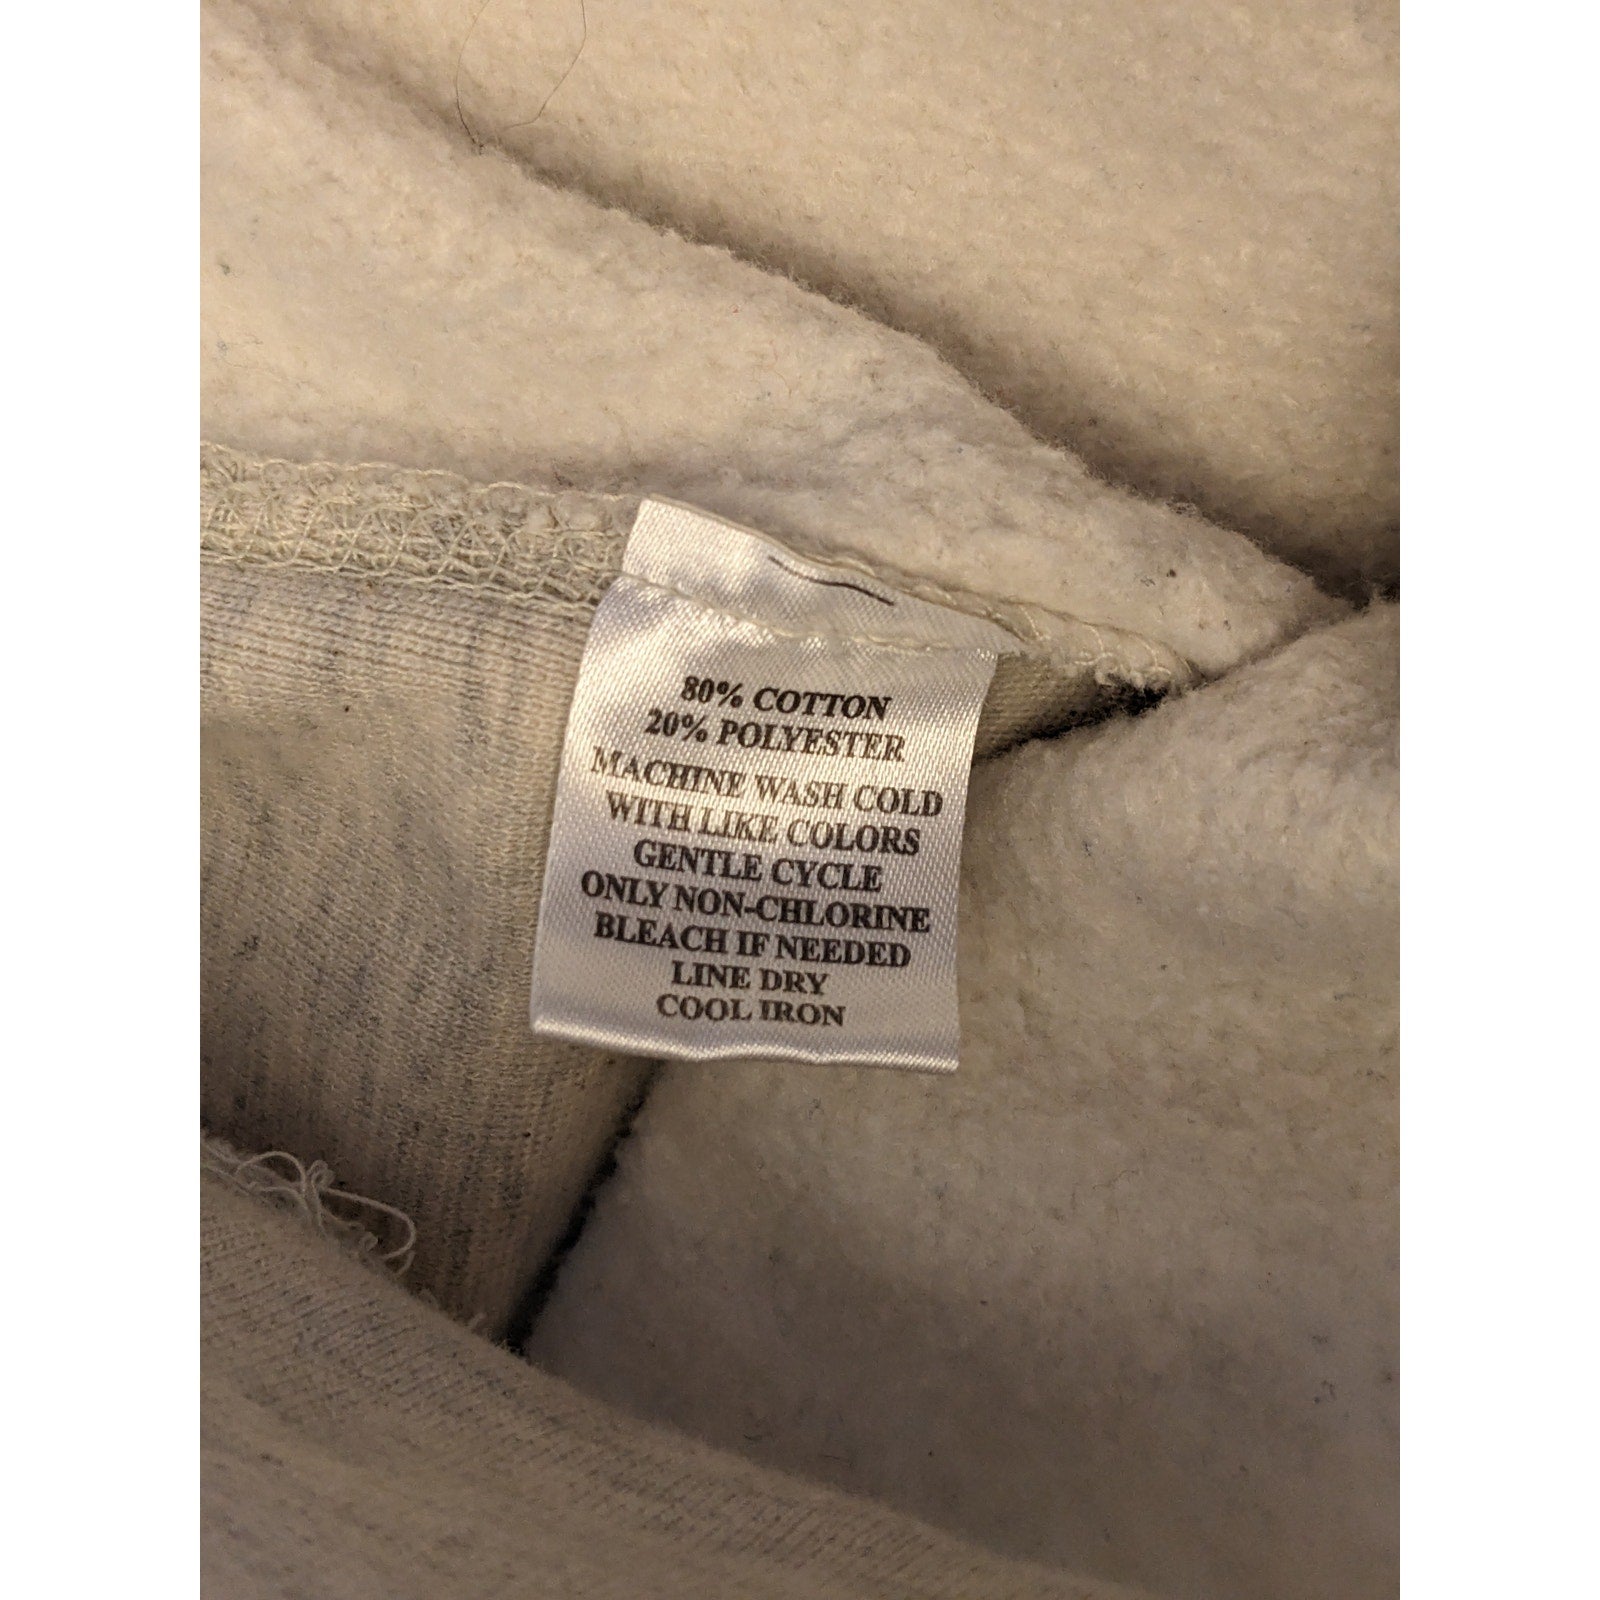 80% COTTON
20% POLYESTER
MACHINE WASH COLD
WITH LIKE COLORS
GENTLE CYCLE
ONLY NON-CHLORINE
BLEACH IF NEEDED
LINE DRY
COOL IRON